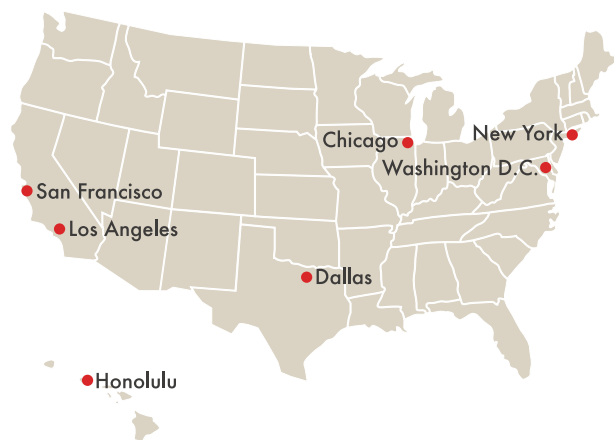 New York
Chicago
Washington D.C.
San Francisco
Los Angeles
Dallas
Honolulu